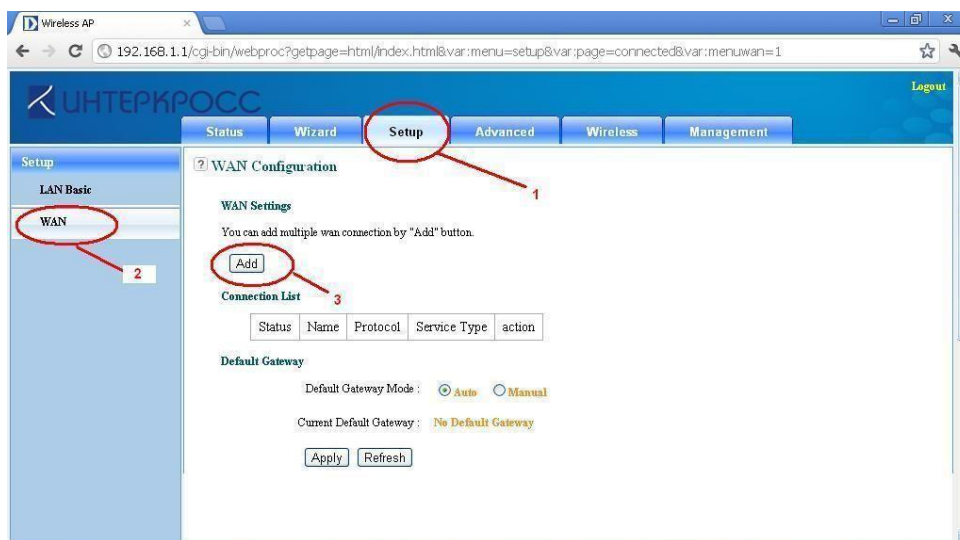 Wireless AP
192.168.1.1/cgi-bin/webproc?getpage=html/index.html&var:menu=setup&var:page=connected&var:menuwan=1
ИНТЕРКРОСС
Logout
Status Wizard Setup Advanced Wireless Management
Setup
LAN Basic
WAN
? WAN Configuration
1
WAN Settings
You can add multiple wan connection by "Add" button.
Add
2
3
Connection List
Status Name Protocol Service Type action
Default Gateway
Default Gateway Mode : Auto Manual
Current Default Gateway : No Default Gateway
Apply Refresh